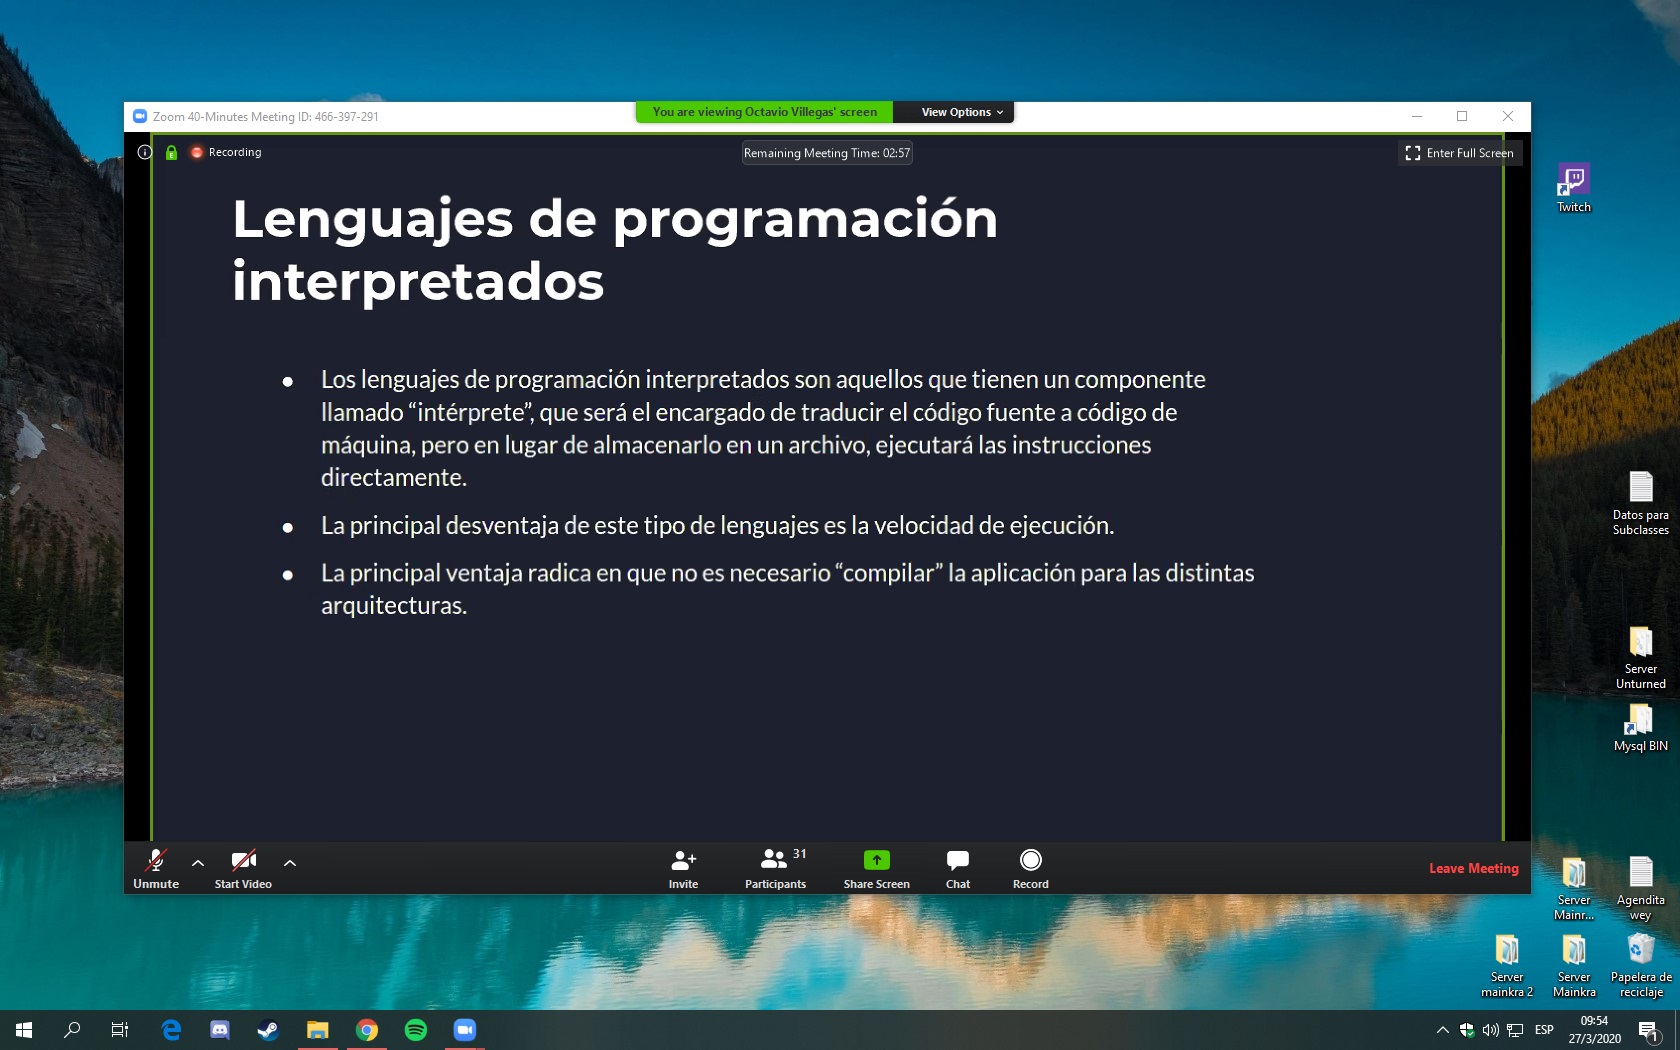 Zoom 40-Minutes Meeting ID: 466-397-291
You are viewing Octavio Villegas' screen
View Options
Recording
Remaining Meeting Time: 02:57
Enter Full Screen
Lenguajes de programación
interpretados
● Los lenguajes de programación interpretados son aquellos que tienen un componente
llamado “intérprete”, que será el encargado de traducir el código fuente a código de
máquina, pero en lugar de almacenarlo en un archivo, ejecutará las instrucciones
directamente.
● La principal desventaja de este tipo de lenguajes es la velocidad de ejecución.
● La principal ventaja radica en que no es necesario “compilar” la aplicación para las distintas
arquitecturas.
Unmute
Start Video
Invite
31
Participants
Share Screen
Chat
Record
Leave Meeting
Twitch
Datos para
Subclasses
Server
Unturned
Mysql BIN
Server
Mainr...
Agendita
wey
Server
mainkra 2
Server
Mainkra
Papelera de
reciclaje
ESP
09:54
27/3/2020
1